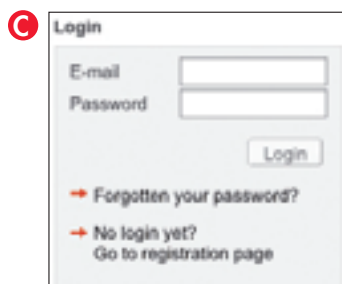 C
Login
E-mail
Password
Login
Forgotten your password?
No login yet?
Go to registration page